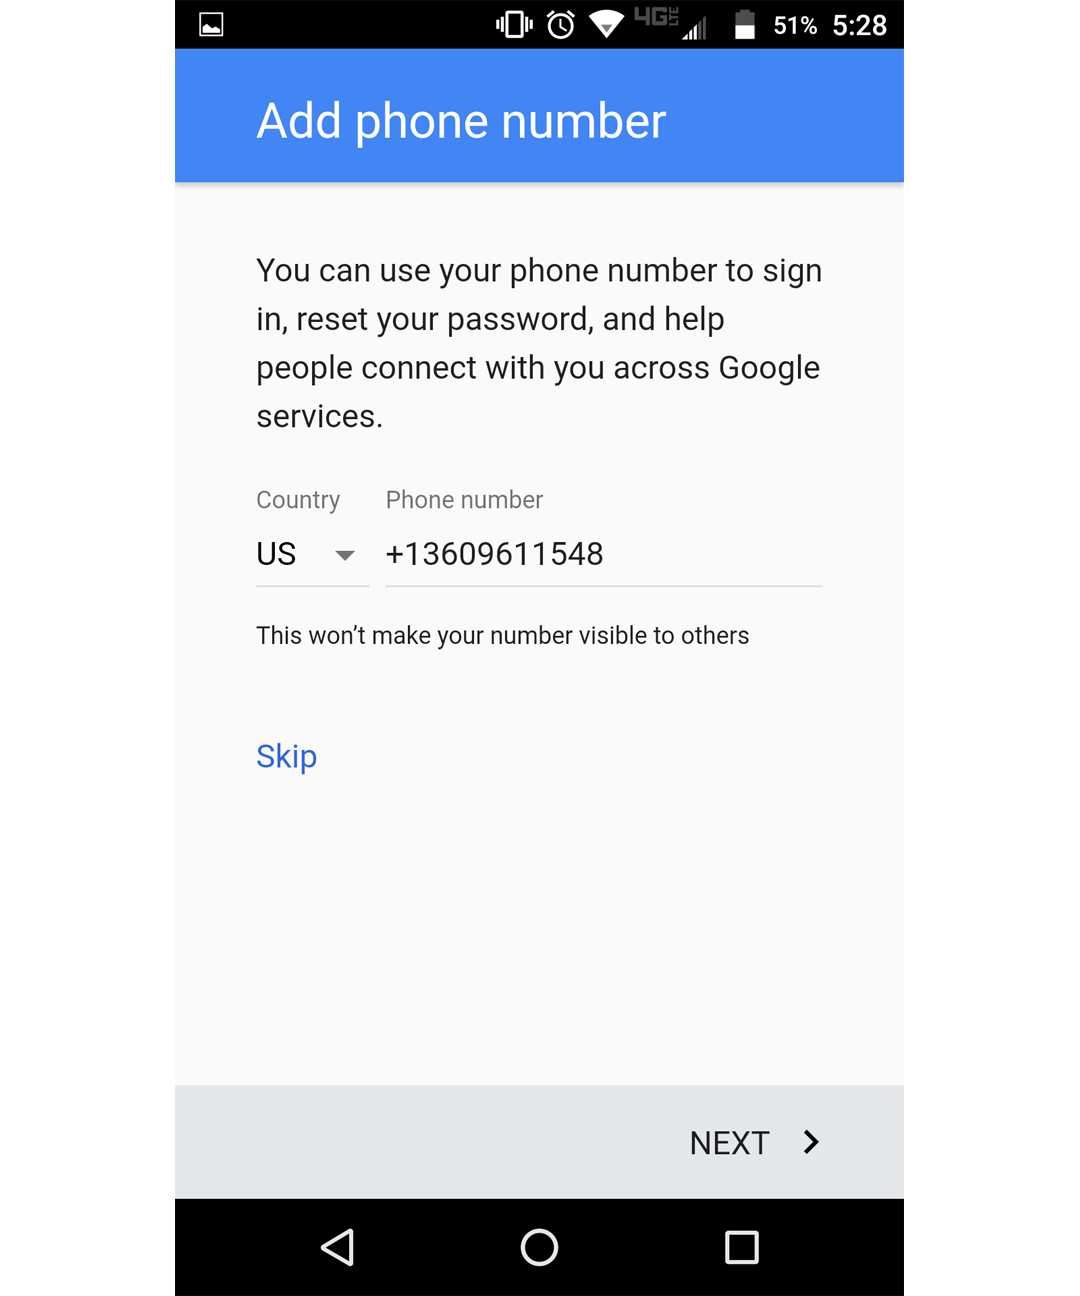 4G LTE 51% 5:28
Add phone number
You can use your phone number to sign
in, reset your password, and help
people connect with you across Google
services.
Country Phone number
US +13609611548
This won’t make your number visible to others
Skip
NEXT